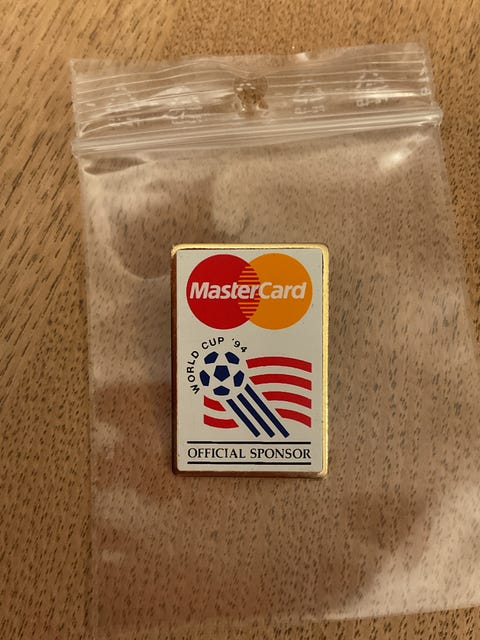 MasterCard
WORLD CUP '94
OFFICIAL SPONSOR